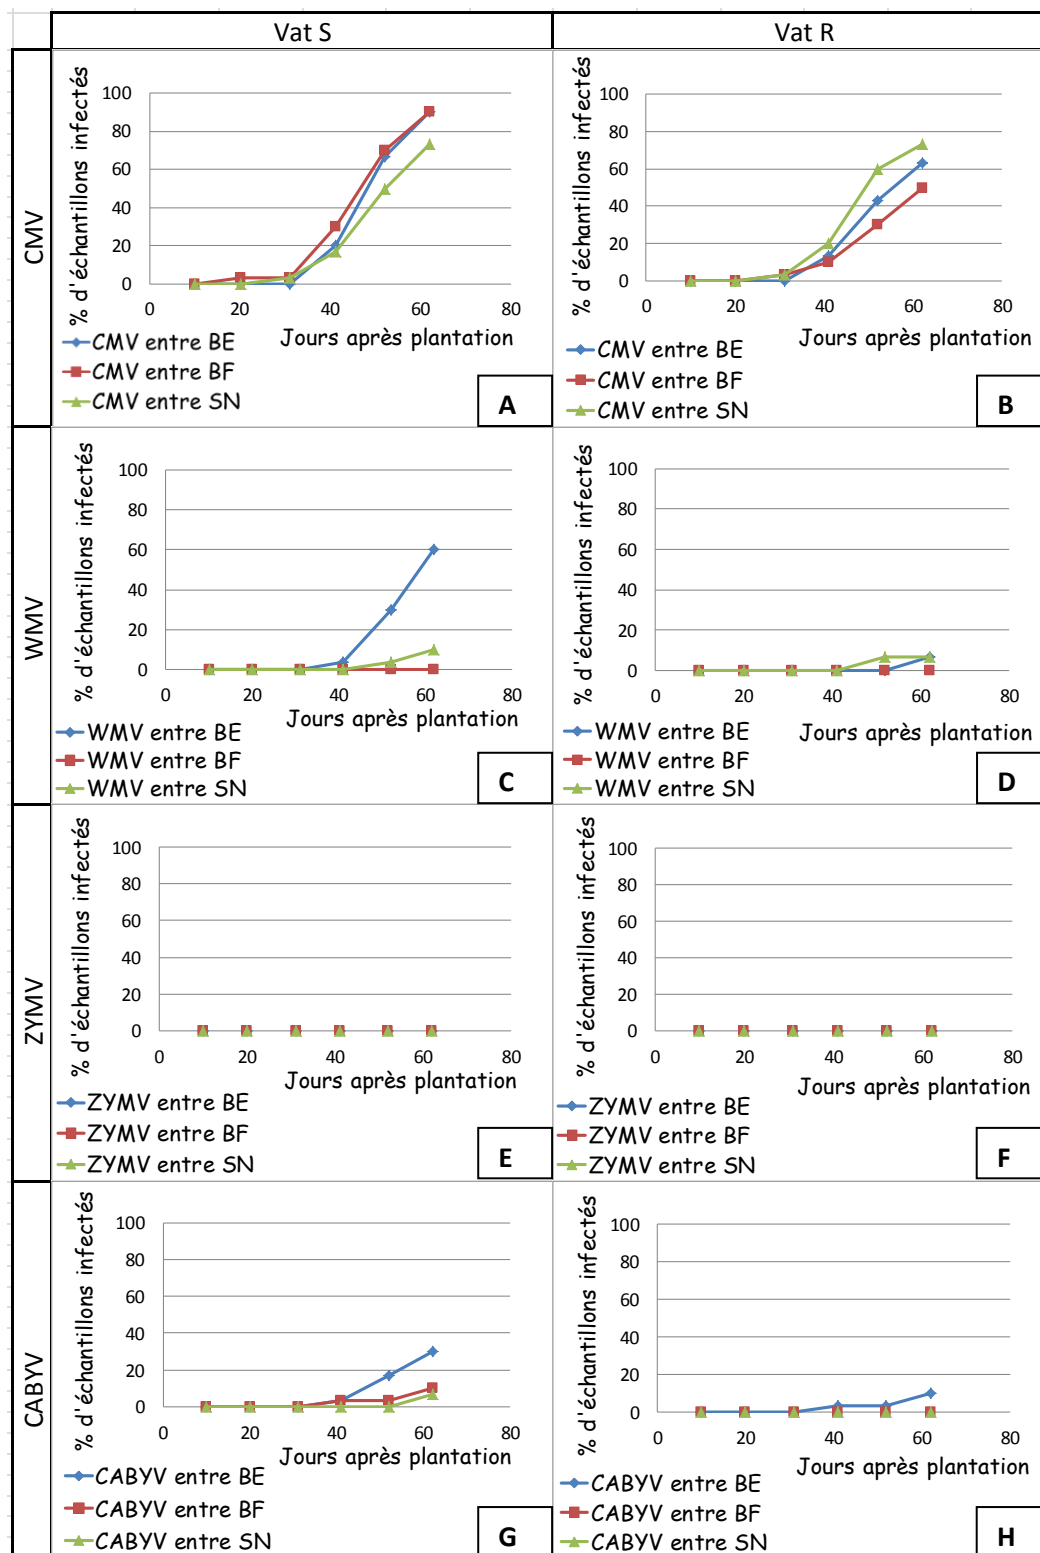 Vat S
Vat R
CMV
% d'échantillons infectés
100
80
60
40
20
0
0 20 40 60 80
Jours après plantation
CMV entre BE
CMV entre BF
CMV entre SN
A
% d'échantillons infectés
100
80
60
40
20
0
0 20 40 60 80
Jours après plantation
CMV entre BE
CMV entre BF
CMV entre SN
B
WMV
% d'échantillons infectés
100
80
60
40
20
0
0 20 40 60 80
Jours après plantation
WMV entre BE
WMV entre BF
WMV entre SN
C
% d'échantillons infectés
100
80
60
40
20
0
0 20 40 60 80
Jours après plantation
WMV entre BE
WMV entre BF
WMV entre SN
D
ZYMV
% d'échantillons infectés
100
80
60
40
20
0
0 20 40 60 80
Jours après plantation
ZYMV entre BE
ZYMV entre BF
ZYMV entre SN
E
% d'échantillons infectés
100
80
60
40
20
0
0 20 40 60 80
Jours après plantation
ZYMV entre BE
ZYMV entre BF
ZYMV entre SN
F
CABYV
% d'échantillons infectés
100
80
60
40
20
0
0 20 40 60 80
Jours après plantation
CABYV entre BE
CABYV entre BF
CABYV entre SN
G
% d'échantillons infectés
100
80
60
40
20
0
0 20 40 60 80
Jours après plantation
CABYV entre BE
CABYV entre BF
CABYV entre SN
H